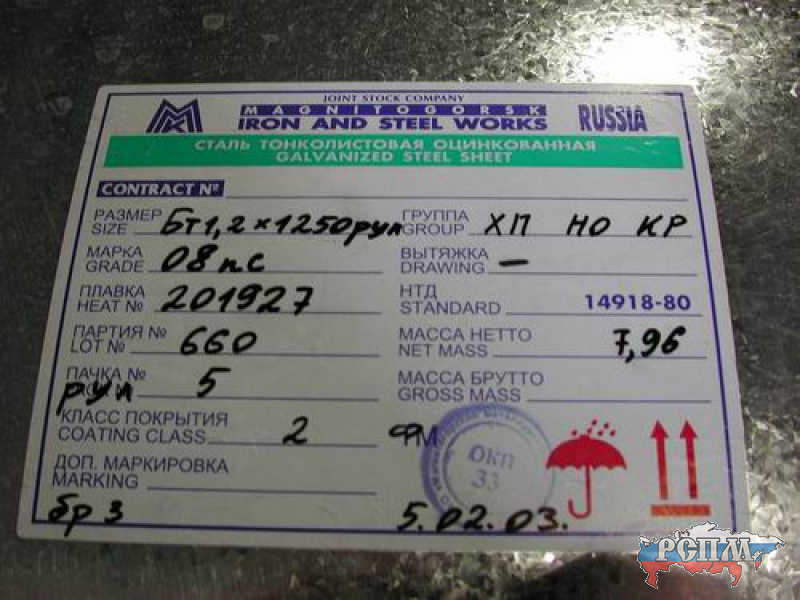 JOINT STOCK COMPANY
MMK MAGNITOGORSK
IRON AND STEEL WORKS RUSSIA
СТАЛЬ ТОНКОЛИСТОВАЯ ОЦИНКОВАННАЯ
GALVANIZED STEEL SHEET
CONTRACT №
РАЗМЕР SIZE Бт1,2×1250рул ГРУППА GROUP ХП НО КР
МАРКА GRADE 08пс ВЫТЯЖКА DRAWING —
ПЛАВКА HEAT № 201927 НТД STANDARD 14918-80
ПАРТИЯ № LOT № 660 МАССА НЕТТО NET MASS 7,96
ПАЧКА № рул 5 МАССА БРУТТО GROSS MASS
КЛАСС ПОКРЫТИЯ COATING CLASS 2 ФМ
ОКП
33
ДОП. МАРКИРОВКА MARKING
бр 3 5.02.03.
РСПМ